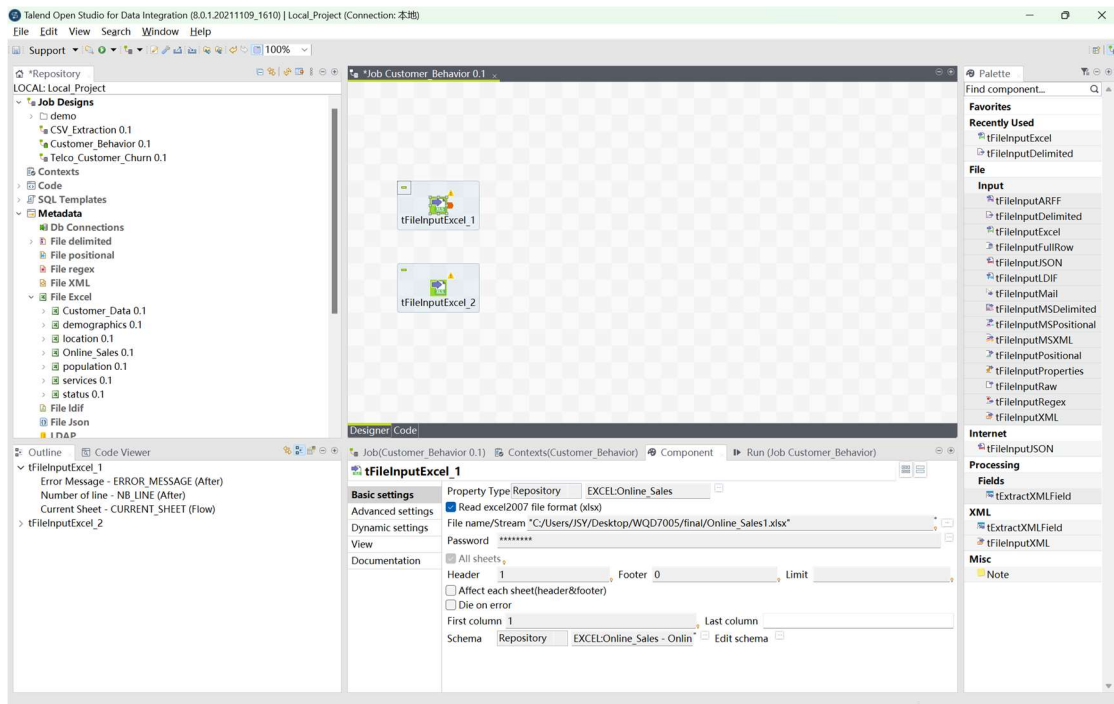 Talend Open Studio for Data Integration (8.0.1.20211109_1610) | Local_Project (Connection: 本地)
File Edit View Search Window Help
Support 100%
*Repository
LOCAL: Local_Project
Job Designs
demo
CSV_Extraction 0.1
Customer_Behavior 0.1
Telco_Customer_Churn 0.1
Contexts
Code
SQL Templates
Metadata
Db Connections
File delimited
File positional
File regex
File XML
File Excel
Customer_Data 0.1
demographics 0.1
location 0.1
Online_Sales 0.1
population 0.1
services 0.1
status 0.1
File ldif
File Json
LDAP
*Job Customer_Behavior 0.1
tFileInputExcel_1
tFileInputExcel_2
Designer Code
Palette
Find component...
Favorites
Recently Used
tFileInputExcel
tFileInputDelimited
File
Input
tFileInputARFF
tFileInputDelimited
tFileInputExcel
tFileInputFullRow
tFileInputJSON
tFileInputLDIF
tFileInputMail
tFileInputMSDelimited
tFileInputMSPositional
tFileInputMSXML
tFileInputPositional
tFileInputProperties
tFileInputRaw
tFileInputRegex
tFileInputXML
Internet
tFileInputJSON
Processing
Fields
tExtractXMLField
XML
tExtractXMLField
tFileInputXML
Misc
Note
Outline Code Viewer
tFileInputExcel_1
Error Message - ERROR_MESSAGE (After)
Number of line - NB_LINE (After)
Current Sheet - CURRENT_SHEET (Flow)
tFileInputExcel_2
Job(Customer_Behavior 0.1) Contexts(Customer_Behavior) Component Run (Job Customer_Behavior)
tFileInputExcel_1
Basic settings
Advanced settings
Dynamic settings
View
Documentation
Property Type Repository EXCEL:Online_Sales
Read excel2007 file format (xlsx)
File name/Stream "C:/Users/JSY/Desktop/WQD7005/final/Online_Sales1.xlsx"
Password ********
All sheets
Header 1 Footer 0 Limit
Affect each sheet(header&footer)
Die on error
First column 1 Last column
Schema Repository EXCEL:Online_Sales - Onlin Edit schema